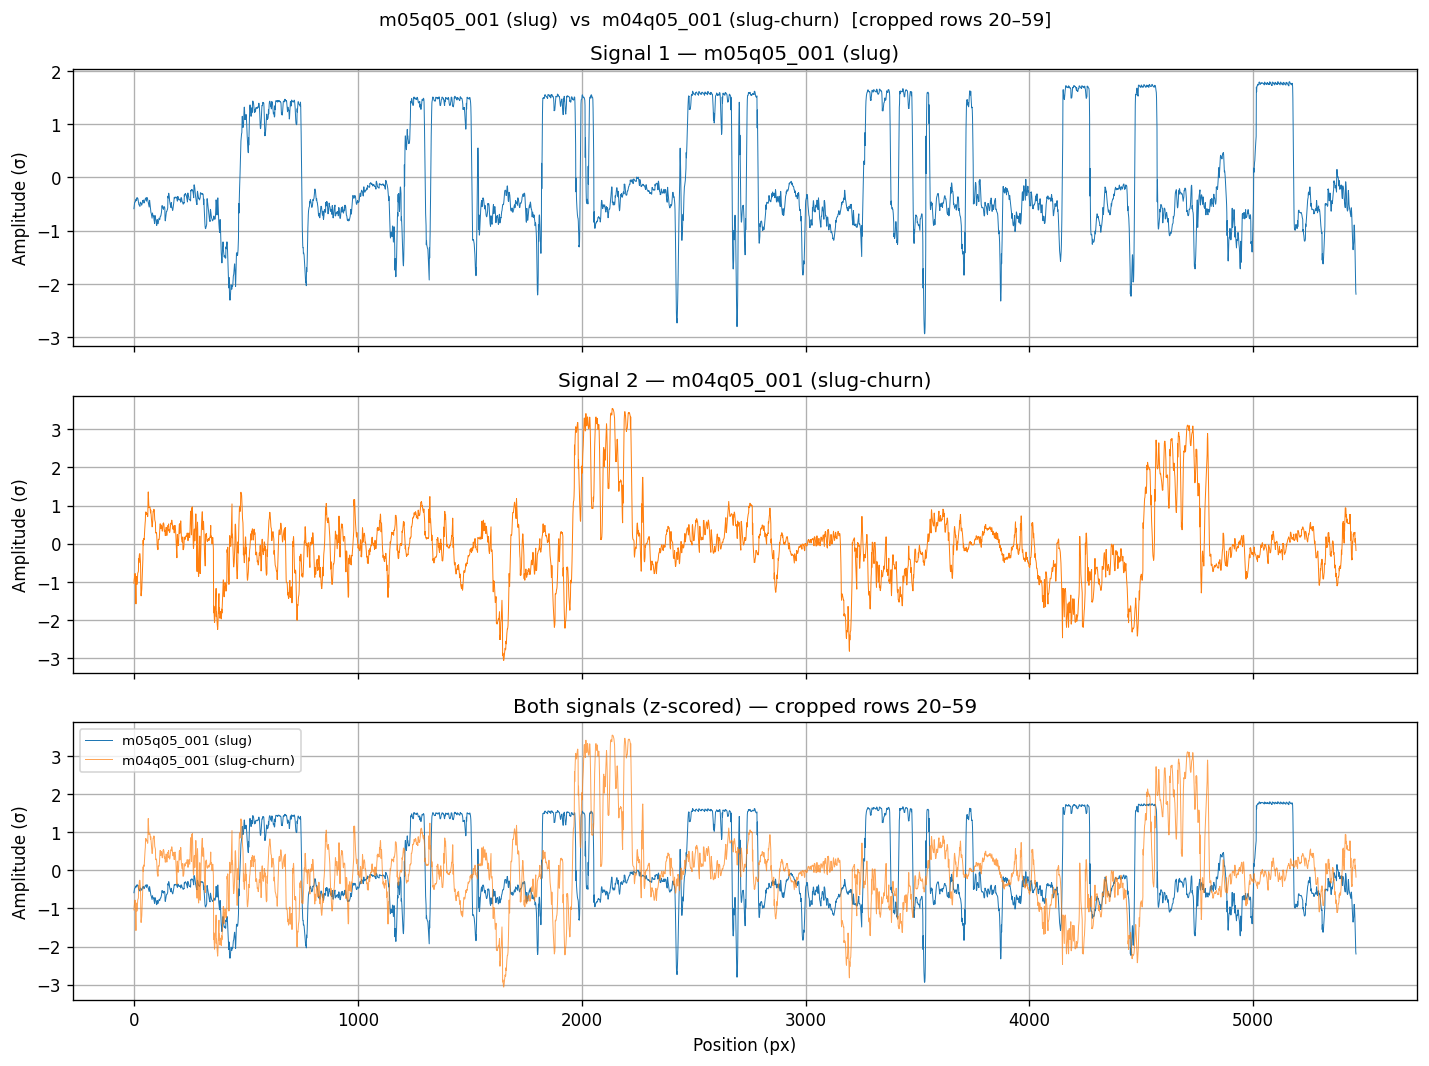 m05q05_001 (slug)  vs  m04q05_001 (slug-churn)  [cropped rows 20–59]
Signal 1 — m05q05_001 (slug)
2
1
0
−1
−2
−3
Amplitude (σ)
Signal 2 — m04q05_001 (slug-churn)
3
2
1
0
−1
−2
−3
Amplitude (σ)
Both signals (z-scored) — cropped rows 20–59
m05q05_001 (slug)
m04q05_001 (slug-churn)
3
2
1
0
−1
−2
−3
Amplitude (σ)
0 1000 2000 3000 4000 5000
Position (px)